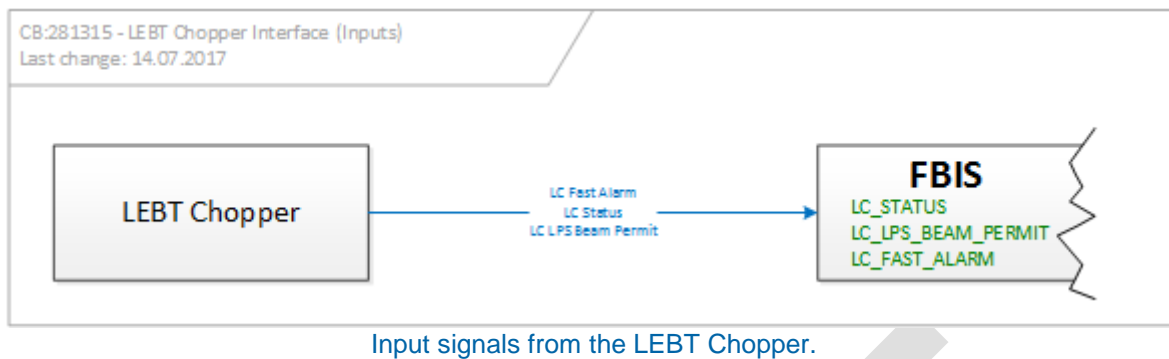 CB:281315 - LEBT Chopper Interface (Inputs)
Last change: 14.07.2017
LEBT Chopper
LC Fast Alarm
LC Status
LC LPS Beam Permit
FBIS
LC_STATUS
LC_LPS_BEAM_PERMIT
LC_FAST_ALARM
Input signals from the LEBT Chopper.